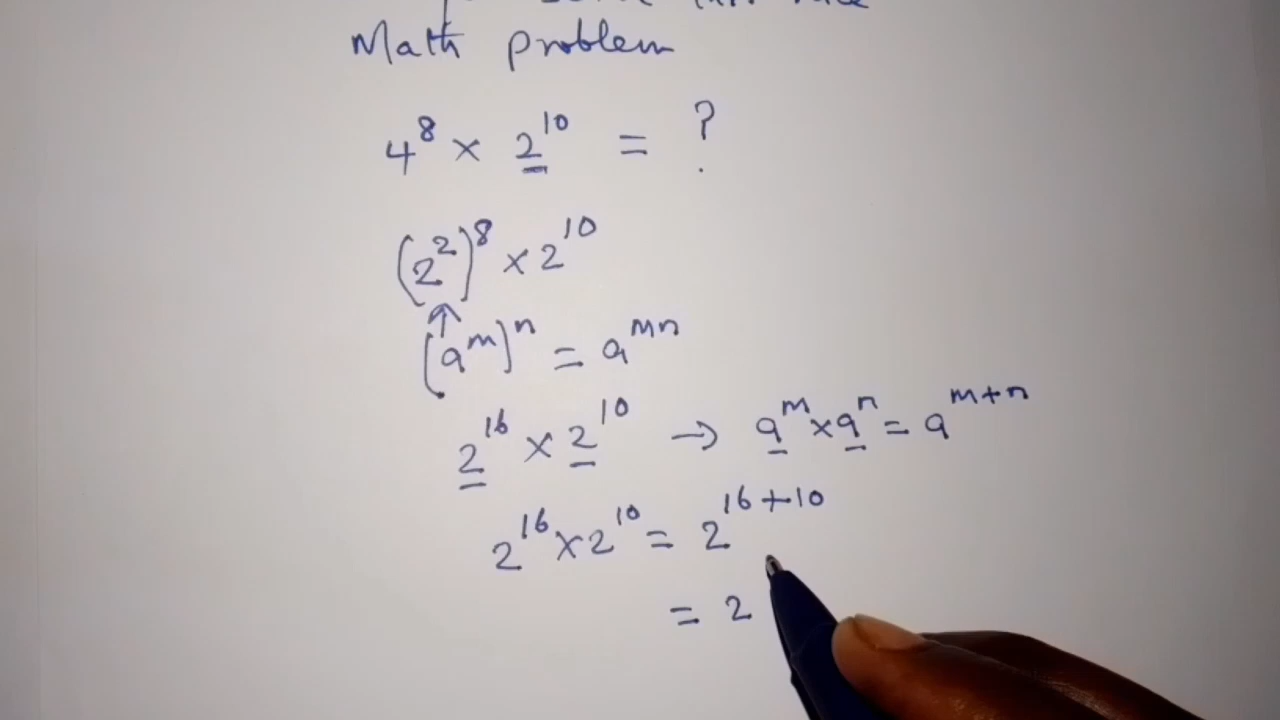 Math problem
4^8 × 2^10 = ?
(2^2)^8 × 2^10
(a^m)^n = a^mn
2^16 × 2^10 → a^m × a^n = a^m+n
2^16 × 2^10 = 2^16+10
= 2